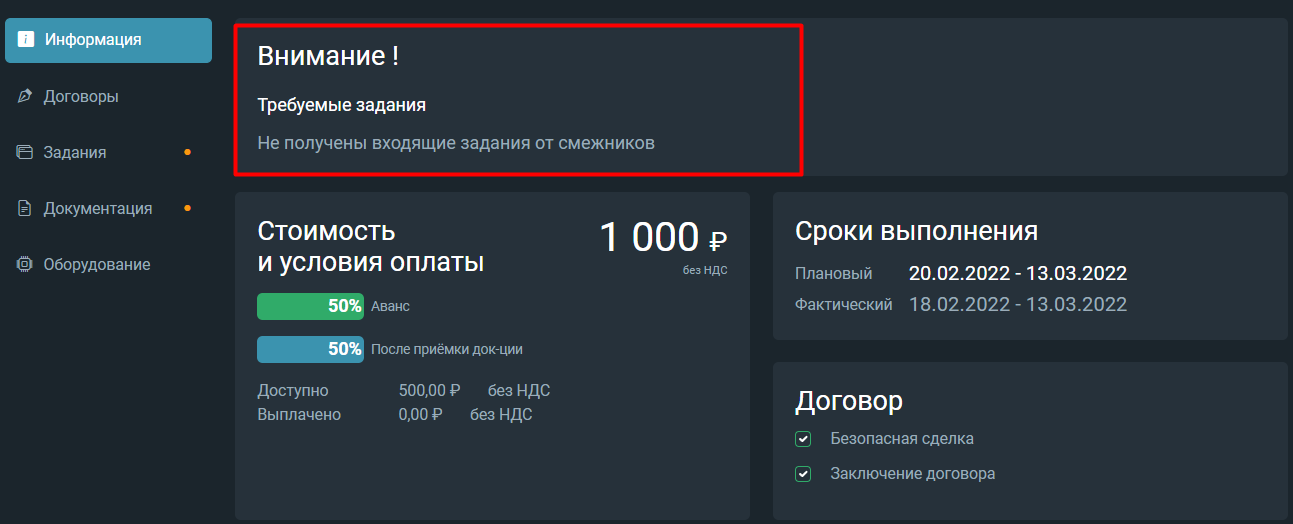 Информация
Договоры
Задания
Документация
Оборудование
Внимание !
Требуемые задания
Не получены входящие задания от смежников
Стоимость
и условия оплаты
1 000 ₽
без НДС
50% Аванс
50% После приёмки док-ции
Доступно 500,00 ₽ без НДС
Выплачено 0,00 ₽ без НДС
Сроки выполнения
Плановый 20.02.2022 - 13.03.2022
Фактический 18.02.2022 - 13.03.2022
Договор
Безопасная сделка
Заключение договора